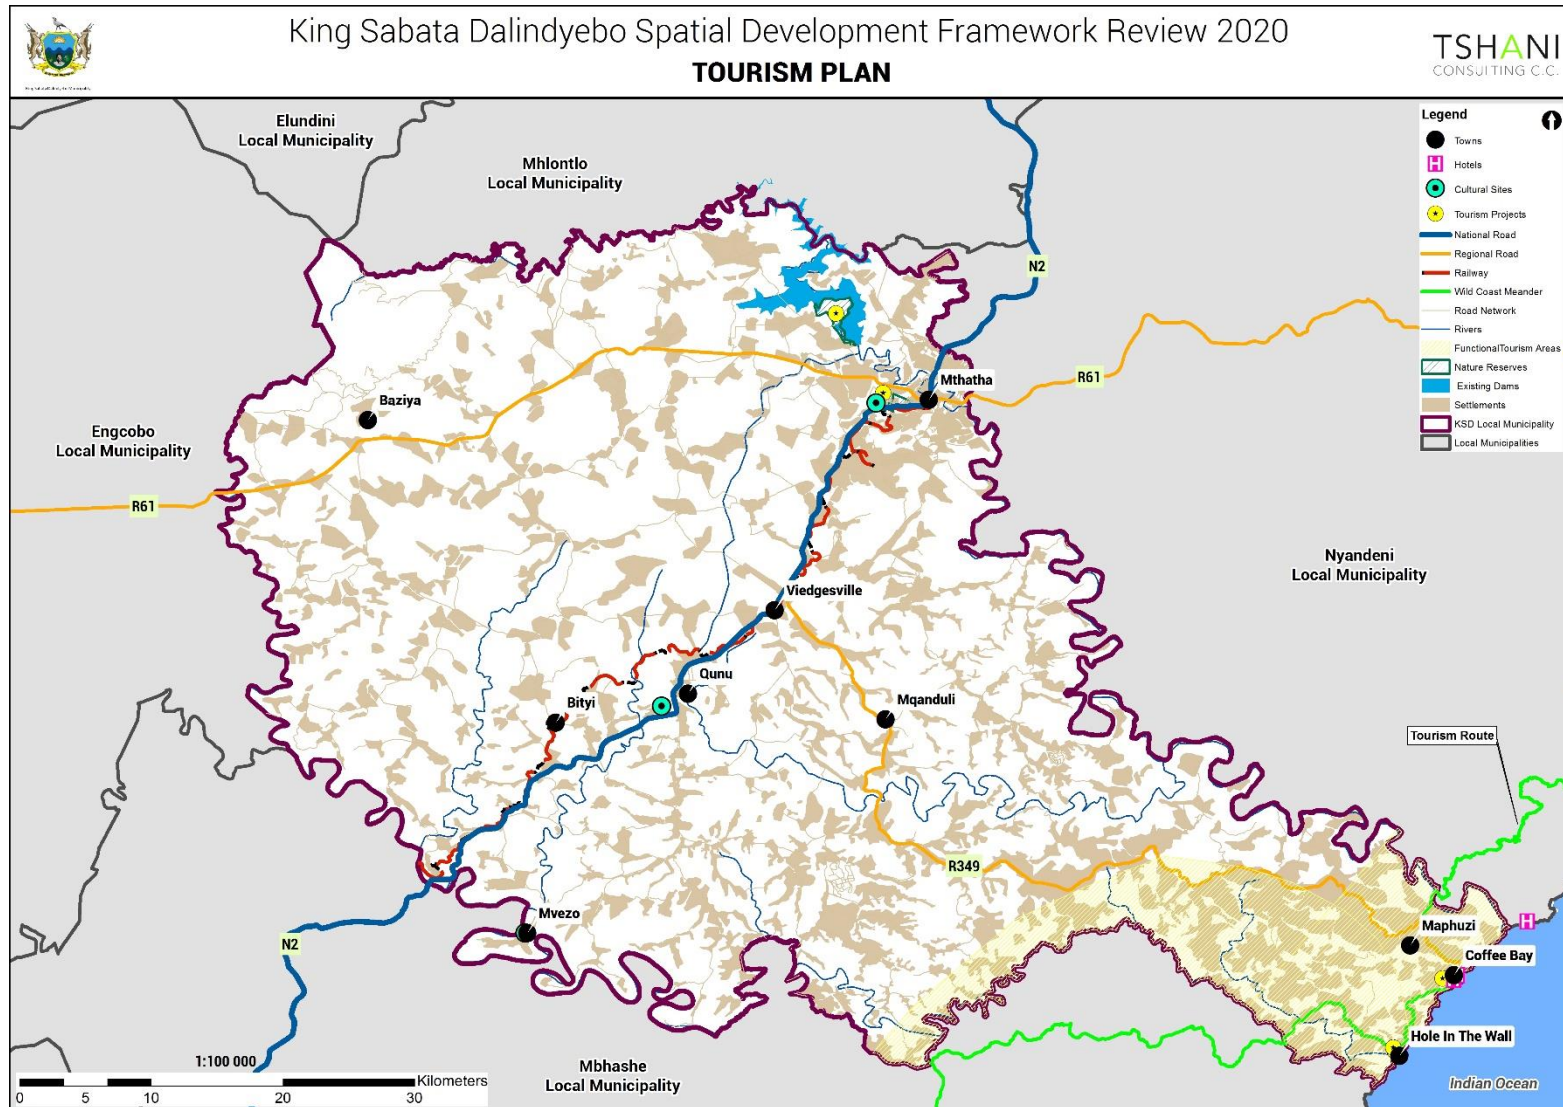 King Sabata Dalindyebo Spatial Development Framework Review 2020
TOURISM PLAN
TSHANI
CONSULTING C.C.
Elundini
Local Municipality
Mhlontlo
Local Municipality
N2
Legend
Towns
Hotels
Cultural Sites
Tourism Projects
National Road
Regional Road
Railway
Wild Coast Meander
Road Network
Rivers
FunctionalTourism Areas
Nature Reserves
Existing Dams
Settlements
KSD Local Municipality
Local Municipalities
Mthatha
R61
Baziya
Engcobo
Local Municipality
R61
Nyandeni
Local Municipality
Viedgesville
Qunu
Bityi
Mqanduli
Tourism Route
R349
Mvezo
N2
Maphuzi
H
Coffee Bay
Hole In The Wall
1:100 000
Kilometers
0 5 10 20 30
Mbhashe
Local Municipality
Indian Ocean